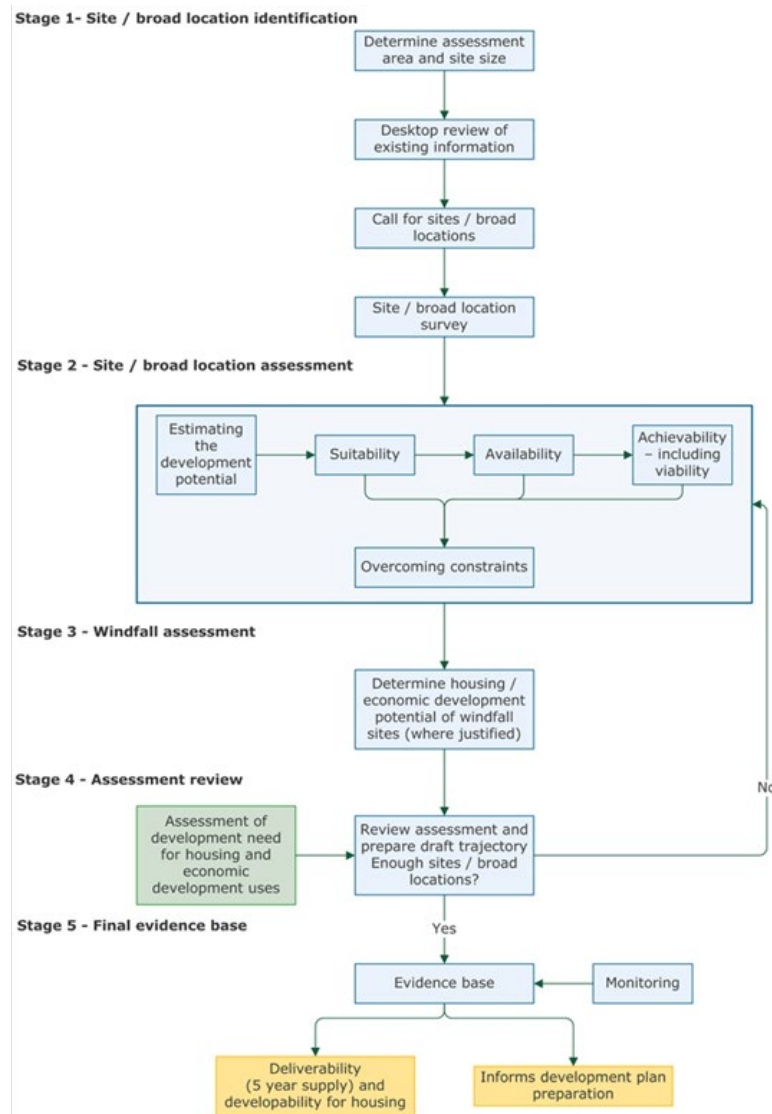 Stage 1- Site / broad location identification
Determine assessment
area and site size
Desktop review of
existing information
Call for sites / broad
locations
Site / broad location
survey
Stage 2 - Site / broad location assessment
Estimating
the
development
potential
Suitability
Availability
Achievability
– including
viability
Overcoming constraints
Stage 3 - Windfall assessment
Determine housing /
economic development
potential of windfall
sites (where justified)
Stage 4 - Assessment review
No
Assessment of
development need
for housing and
economic
development uses
Review assessment and
prepare draft trajectory
Enough sites / broad
locations?
Stage 5 - Final evidence base
Yes
Evidence base
Monitoring
Deliverability
(5 year supply) and
developability for housing
Informs development plan
preparation